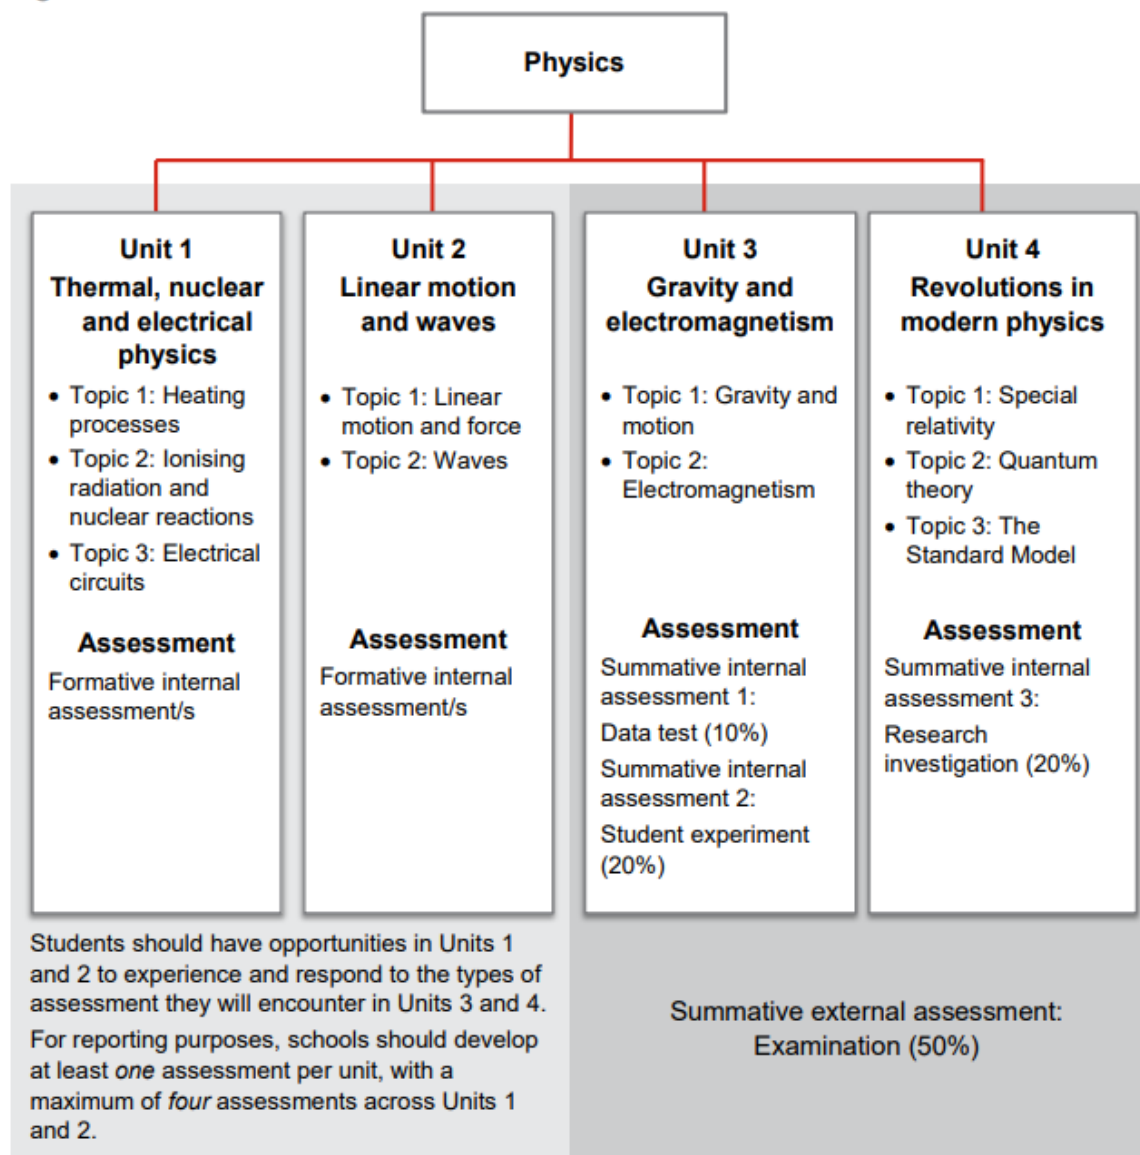 Physics
Unit 1
Thermal, nuclear
and electrical
physics
• Topic 1: Heating
processes
• Topic 2: Ionising
radiation and
nuclear reactions
• Topic 3: Electrical
circuits
Assessment
Formative internal
assessment/s
Unit 2
Linear motion
and waves
• Topic 1: Linear
motion and force
• Topic 2: Waves
Assessment
Formative internal
assessment/s
Unit 3
Gravity and
electromagnetism
• Topic 1: Gravity and
motion
• Topic 2:
Electromagnetism
Assessment
Summative internal
assessment 1:
Data test (10%)
Summative internal
assessment 2:
Student experiment
(20%)
Unit 4
Revolutions in
modern physics
• Topic 1: Special
relativity
• Topic 2: Quantum
theory
• Topic 3: The
Standard Model
Assessment
Summative internal
assessment 3:
Research
investigation (20%)
Students should have opportunities in Units 1
and 2 to experience and respond to the types of
assessment they will encounter in Units 3 and 4.
For reporting purposes, schools should develop
at least one assessment per unit, with a
maximum of four assessments across Units 1
and 2.
Summative external assessment:
Examination (50%)